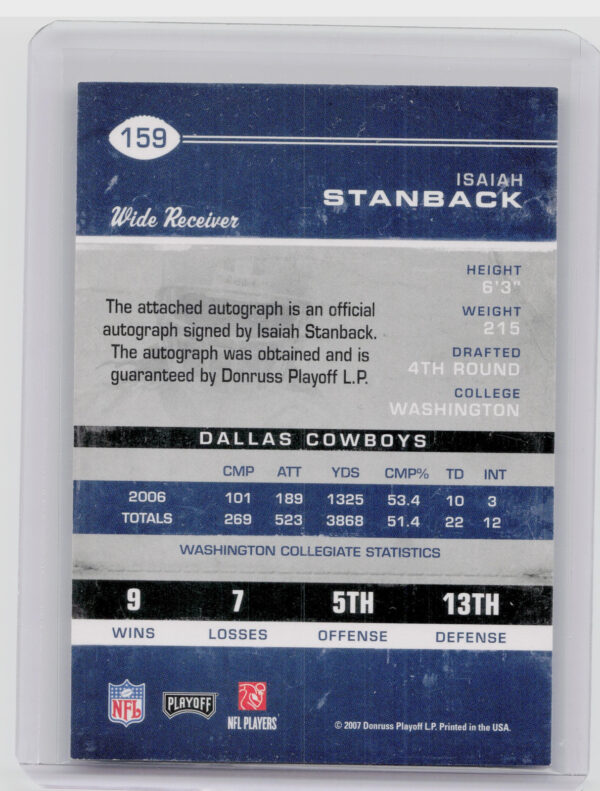 159
ISAIAH
STANBACK
Wide Receiver
HEIGHT
6'3"
WEIGHT
215
DRAFTED
4TH ROUND
COLLEGE
WASHINGTON
The attached autograph is an official
autograph signed by Isaiah Stanback.
The autograph was obtained and is
guaranteed by Donruss Playoff L.P.
DALLAS COWBOYS
CMP ATT YDS CMP% TD INT
2006 101 189 1325 53.4 10 3
TOTALS 269 523 3868 51.4 22 12
WASHINGTON COLLEGIATE STATISTICS
9 7 5TH 13TH
WINS LOSSES OFFENSE DEFENSE
NFL PLAYOFF NFL PLAYERS
© 2007 Donruss Playoff L.P. Printed in the USA.